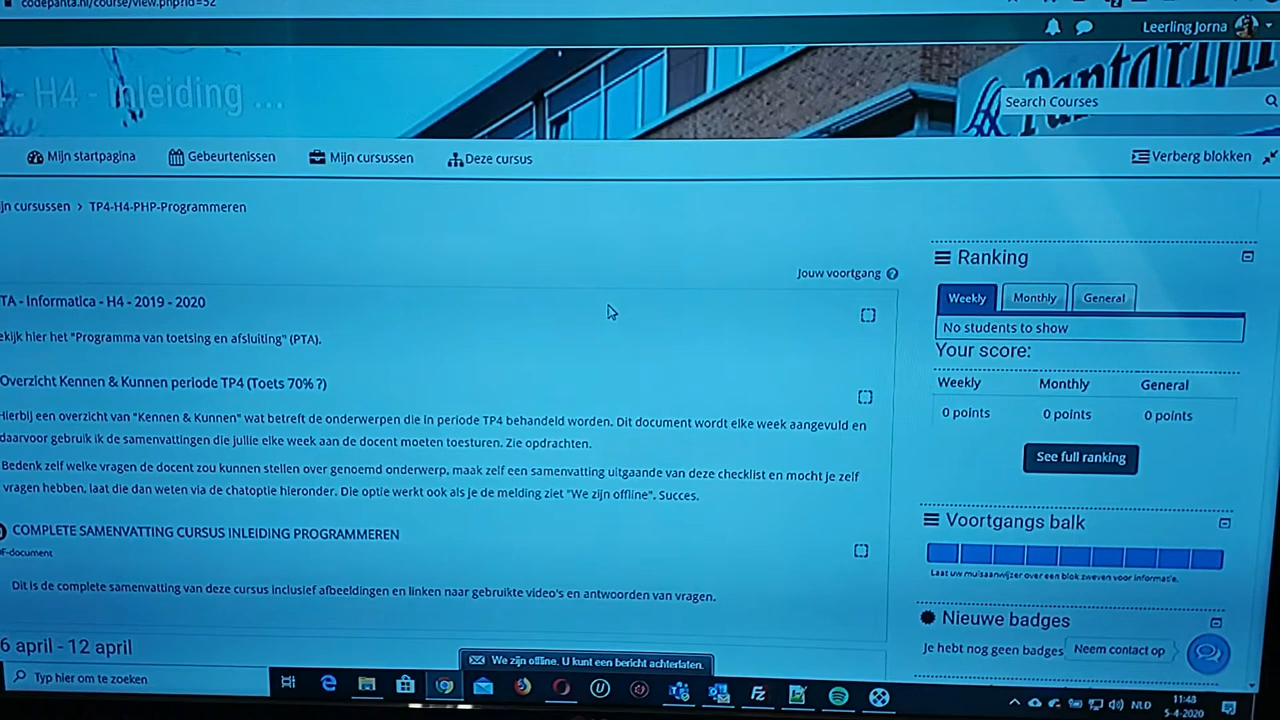 codepanta.nl/course/view.php?id=52
Leerling Jorna
- H4 - Inleiding ...
Pantarijn
Search Courses
Mijn startpagina
Gebeurtenissen
Mijn cursussen
Deze cursus
Verberg blokken
jn cursussen > TP4-H4-PHP-Programmeren
Jouw voortgang
TA - Informatica - H4 - 2019 - 2020
ekijk hier het "Programma van toetsing en afsluiting" (PTA).
Overzicht Kennen & Kunnen periode TP4 (Toets 70% ?)
Hierbij een overzicht van "Kennen & Kunnen" wat betreft de onderwerpen die in periode TP4 behandeld worden. Dit document wordt elke week aangevuld en
daarvoor gebruik ik de samenvattingen die jullie elke week aan de docent moeten toesturen. Zie opdrachten.
Bedenk zelf welke vragen de docent zou kunnen stellen over genoemd onderwerp, maak zelf een samenvatting uitgaande van deze checklist en mocht je zelf
vragen hebben, laat die dan weten via de chatoptie hieronder. Die optie werkt ook als je de melding ziet "We zijn offline". Succes.
COMPLETE SAMENVATTING CURSUS INLEIDING PROGRAMMEREN
F-document
Dit is de complete samenvatting van deze cursus inclusief afbeeldingen en linken naar gebruikte video's en antwoorden van vragen.
6 april - 12 april
Ranking
Weekly Monthly General
No students to show
Your score:
Weekly Monthly General
0 points 0 points 0 points
See full ranking
Voortgangs balk
Laat uw muisaanwijzer over een blok zweven voor informatie.
Nieuwe badges
Je hebt nog geen badges
Neem contact op
We zijn offline. U kunt een bericht achterlaten.
Typ hier om te zoeken
NLD
11:48
5-4-2020